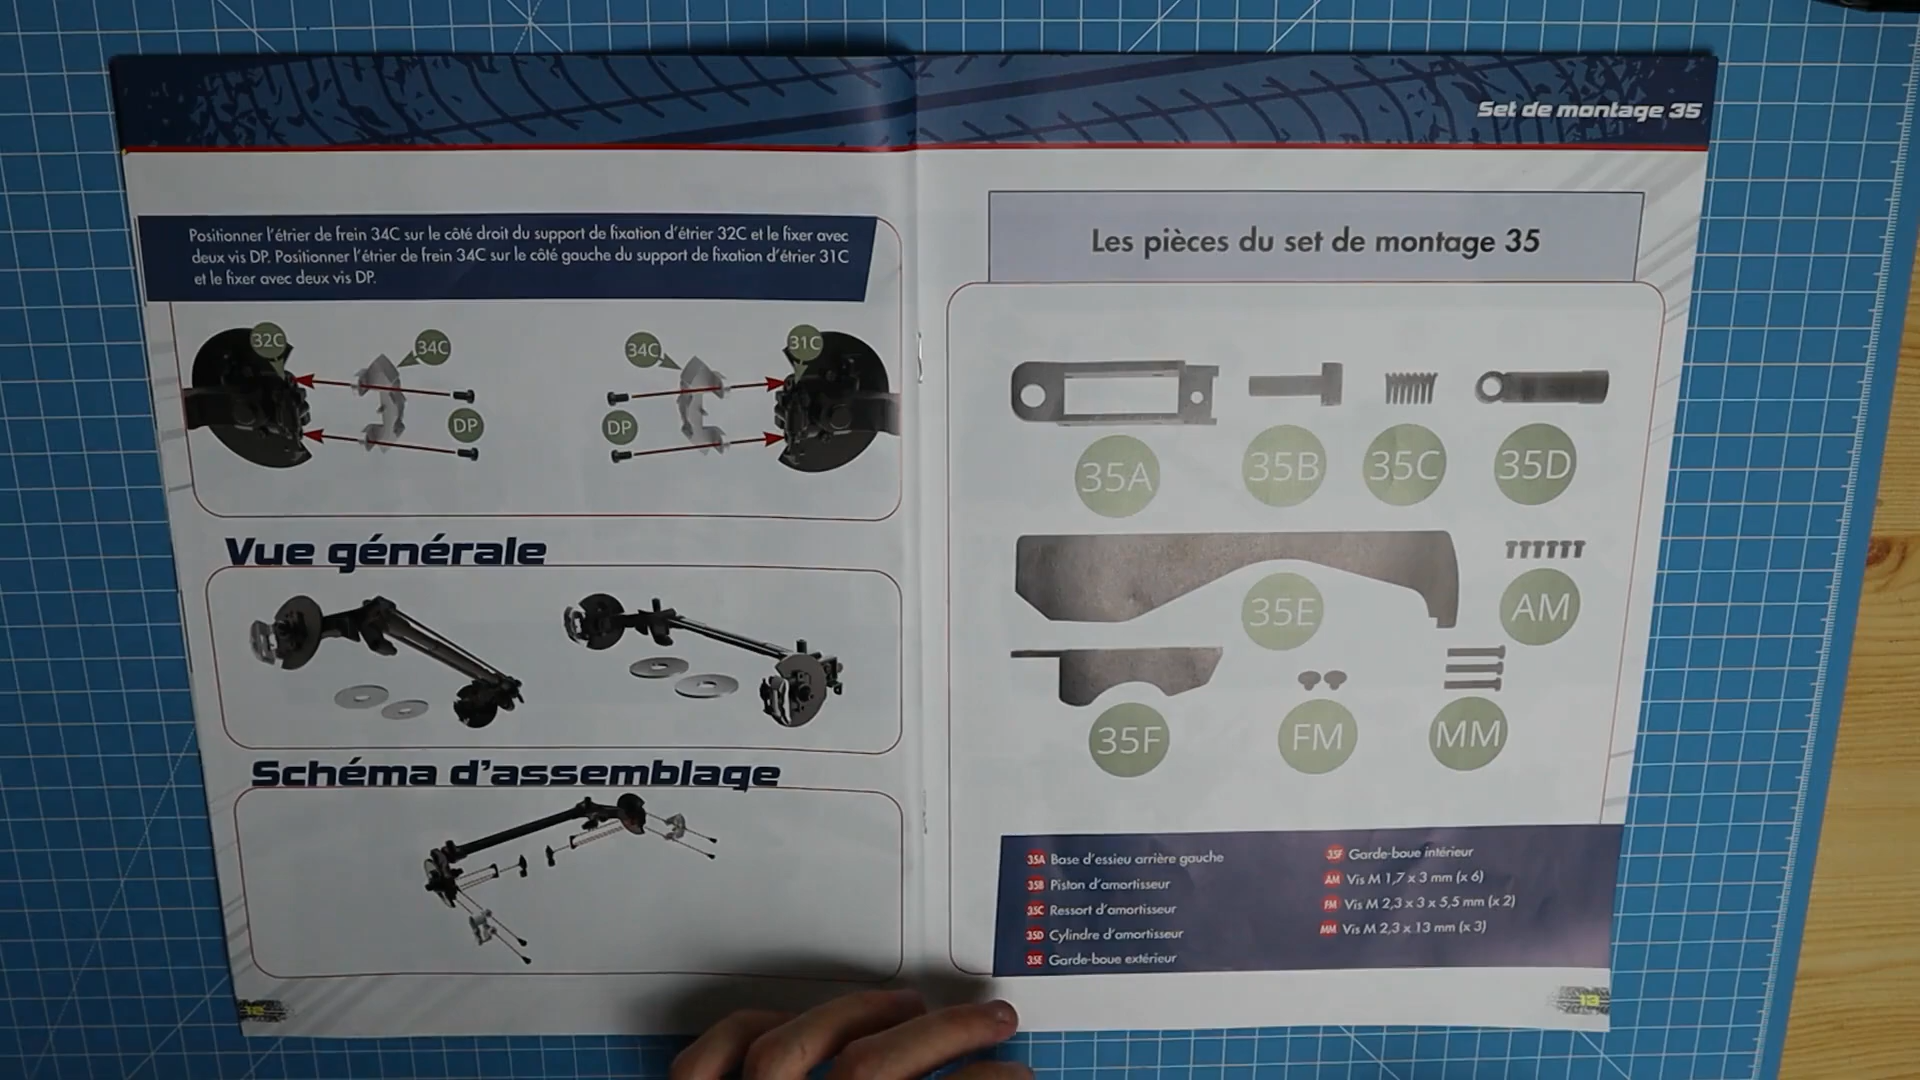 Set de montage 35
Positionner l'étrier de frein 34C sur le côté droit du support de fixation d'étrier 32C et le fixer avec
deux vis DP. Positionner l'étrier de frein 34C sur le côté gauche du support de fixation d'étrier 31C
et le fixer avec deux vis DP.
32C
34C
DP
34C
31C
DP
Vue générale
Schéma d'assemblage
12
Les pièces du set de montage 35
35A
35B
35C
35D
35E
AM
35F
FM
MM
35A Base d'essieu arrière gauche
35B Piston d'amortisseur
35C Ressort d'amortisseur
35D Cylindre d'amortisseur
35E Garde-boue extérieur
35F Garde-boue intérieur
AM Vis M 1,7 x 3 mm (x 6)
FM Vis M 2,3 x 3 x 5,5 mm (x 2)
MM Vis M 2,3 x 13 mm (x 3)
13